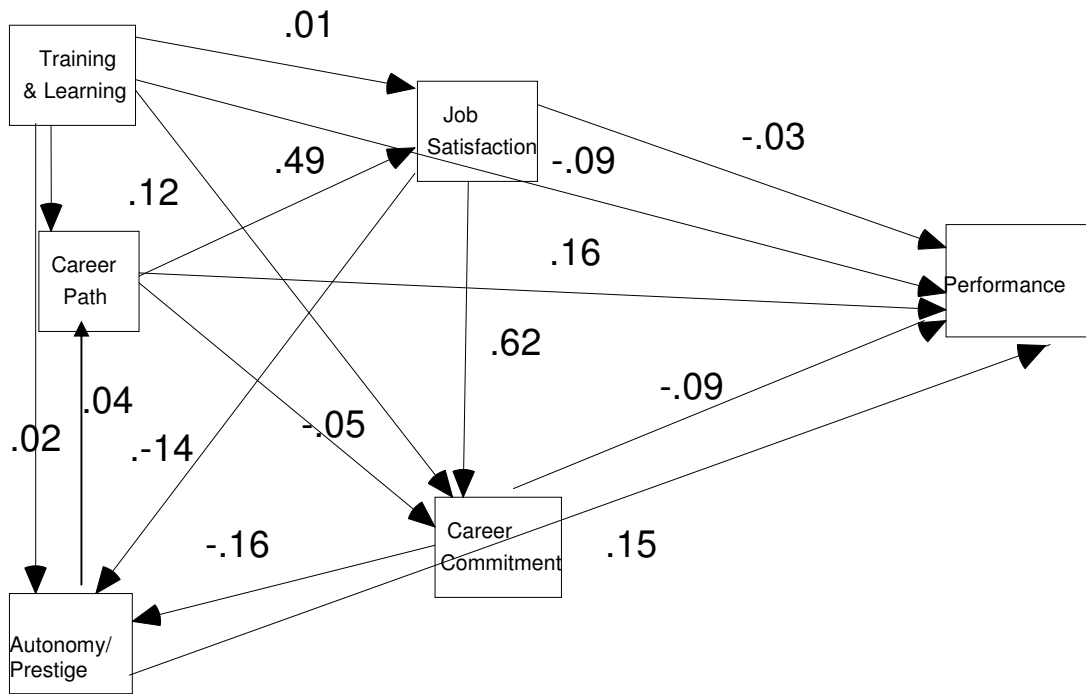 .01
Training
& Learning
Job
Satisfaction
-.03
-.09
.49
.12
Career
Path
.16
Performance
.62
-.09
.04
-.05
.02
.-14
Career
Commitment
-.16
.15
Autonomy/
Prestige